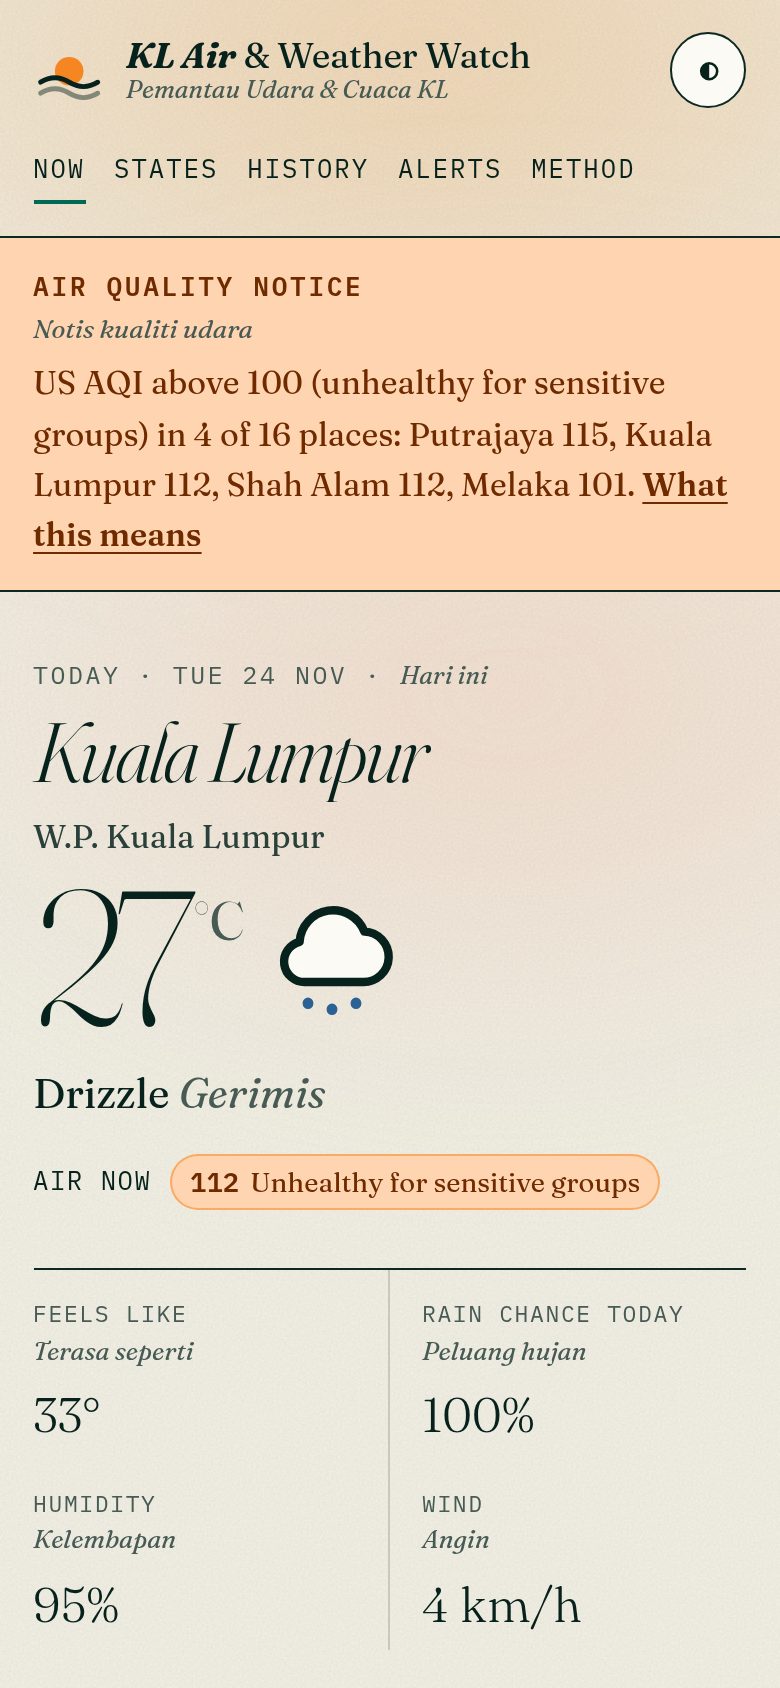 KL Air & Weather Watch
Pemantau Udara & Cuaca KL
NOW STATES HISTORY ALERTS METHOD
AIR QUALITY NOTICE
Notis kualiti udara
US AQI above 100 (unhealthy for sensitive
groups) in 4 of 16 places: Putrajaya 115, Kuala
Lumpur 112, Shah Alam 112, Melaka 101. What
this means
TODAY · TUE 24 NOV · Hari ini
Kuala Lumpur
W.P. Kuala Lumpur
27°C
Drizzle Gerimis
AIR NOW 112 Unhealthy for sensitive groups
FEELS LIKE
Terasa seperti
33°
RAIN CHANCE TODAY
Peluang hujan
100%
HUMIDITY
Kelembapan
95%
WIND
Angin
4 km/h